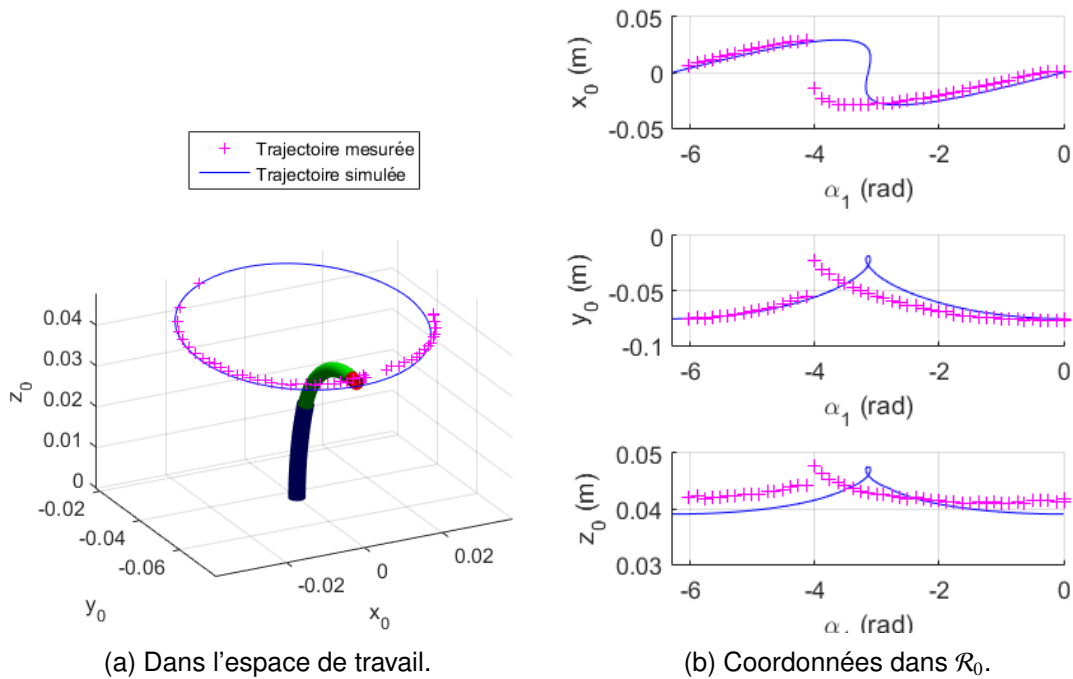 Trajectoire mesurée
Trajectoire simulée
z0
0.04
0.03
0.02
0.01
0
-0.02
-0.04
-0.06
y0
-0.02
0
0.02
x0
(a) Dans l'espace de travail.
x0 (m)
0.05
0
-0.05
-6 -4 -2 0
α1 (rad)
y0 (m)
0
-0.05
-0.1
-6 -4 -2 0
α1 (rad)
z0 (m)
0.05
0.04
0.03
-6 -4 -2 0
α1 (rad)
(b) Coordonnées dans R0.